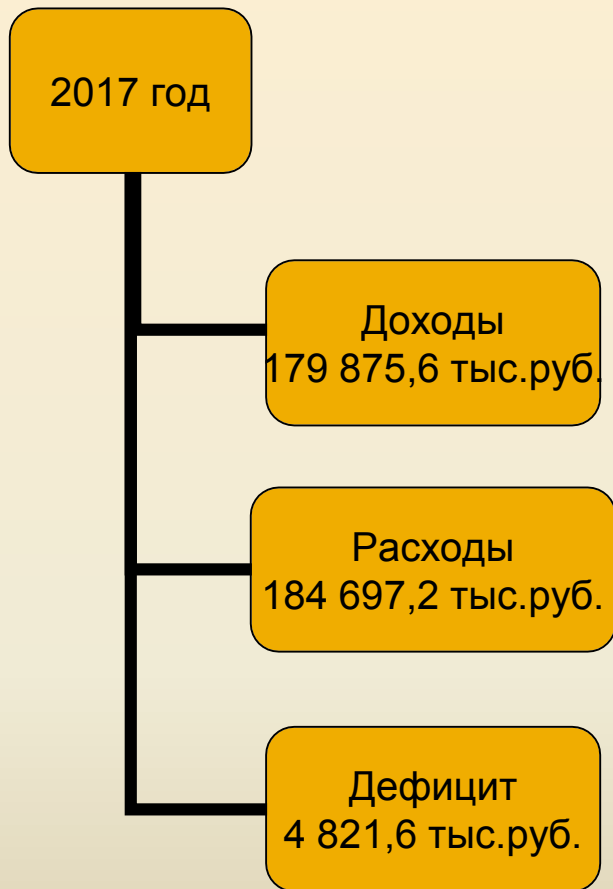 2017 год
Доходы
179 875,6 тыс.руб.
Расходы
184 697,2 тыс.руб.
Дефицит
4 821,6 тыс.руб.